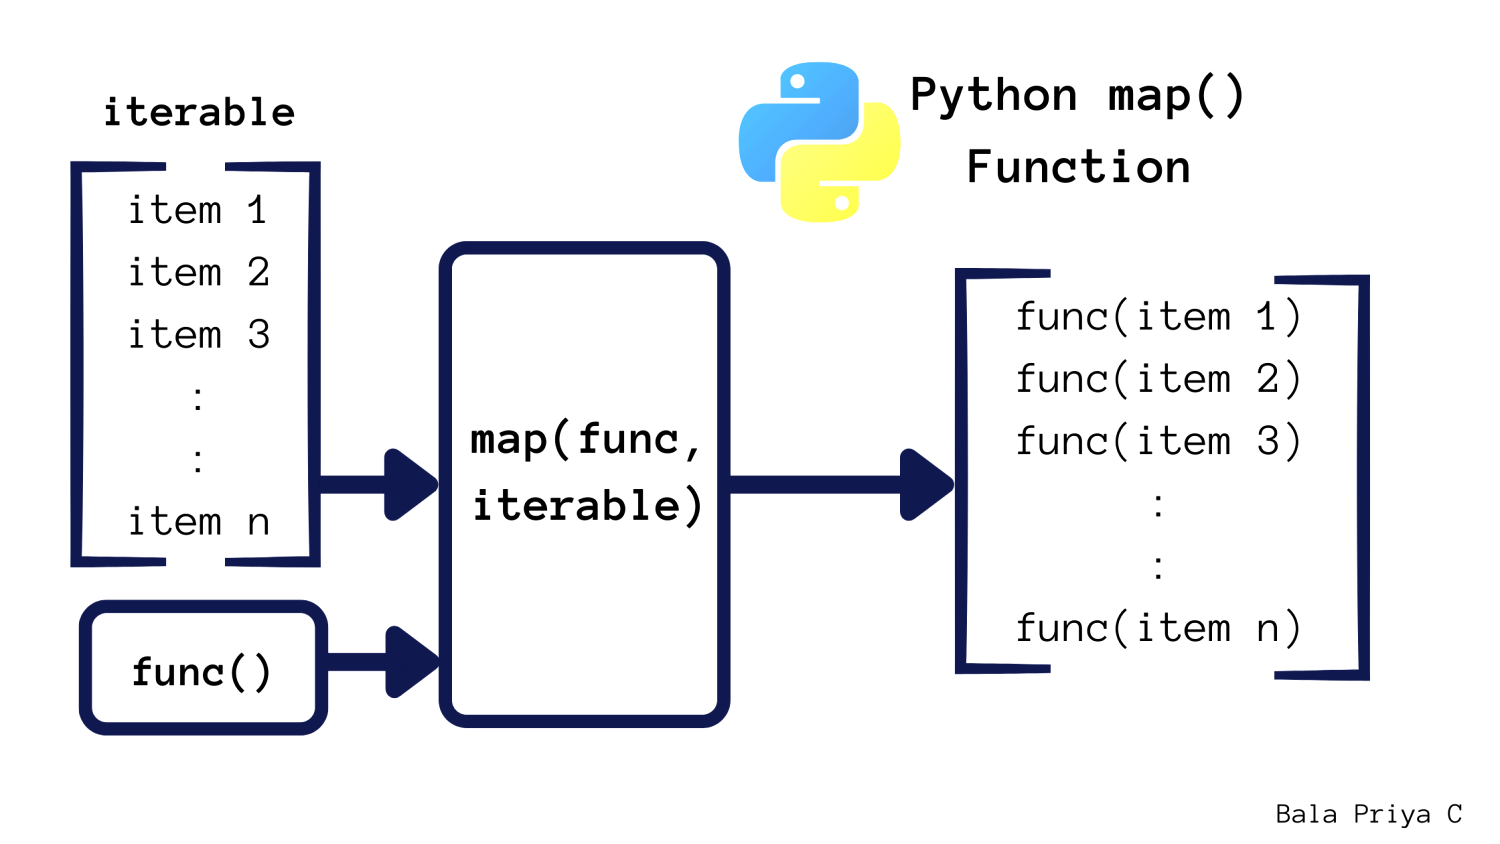 Python map()
Function
iterable
item 1
item 2
item 3
:
:
item n
func()
map(func,
iterable)
func(item 1)
func(item 2)
func(item 3)
:
:
func(item n)
Bala Priya C